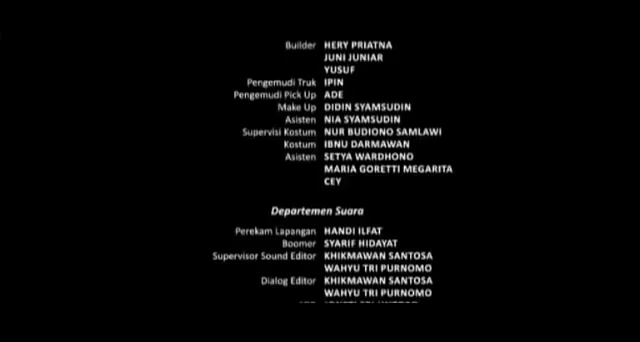 Builder HERY PRIATNA
JUNI JUNIAR
YUSUF
Pengemudi Truk IPIN
Pengemudi Pick Up ADE
Make Up DIDIN SYAMSUDIN
Asisten NIA SYAMSUDIN
Supervisi Kostum NUR BUDIONO SAMLAWI
Kostum IBNU DARMAWAN
Asisten SETYA WARDHONO
MARIA GORETTI MEGARITA
CEY
Departemen Suara
Perekam Lapangan HANDI ILFAT
Boomer SYARIF HIDAYAT
Supervisor Sound Editor KHIKMAWAN SANTOSA
WAHYU TRI PURNOMO
Dialog Editor KHIKMAWAN SANTOSA
WAHYU TRI PURNOMO